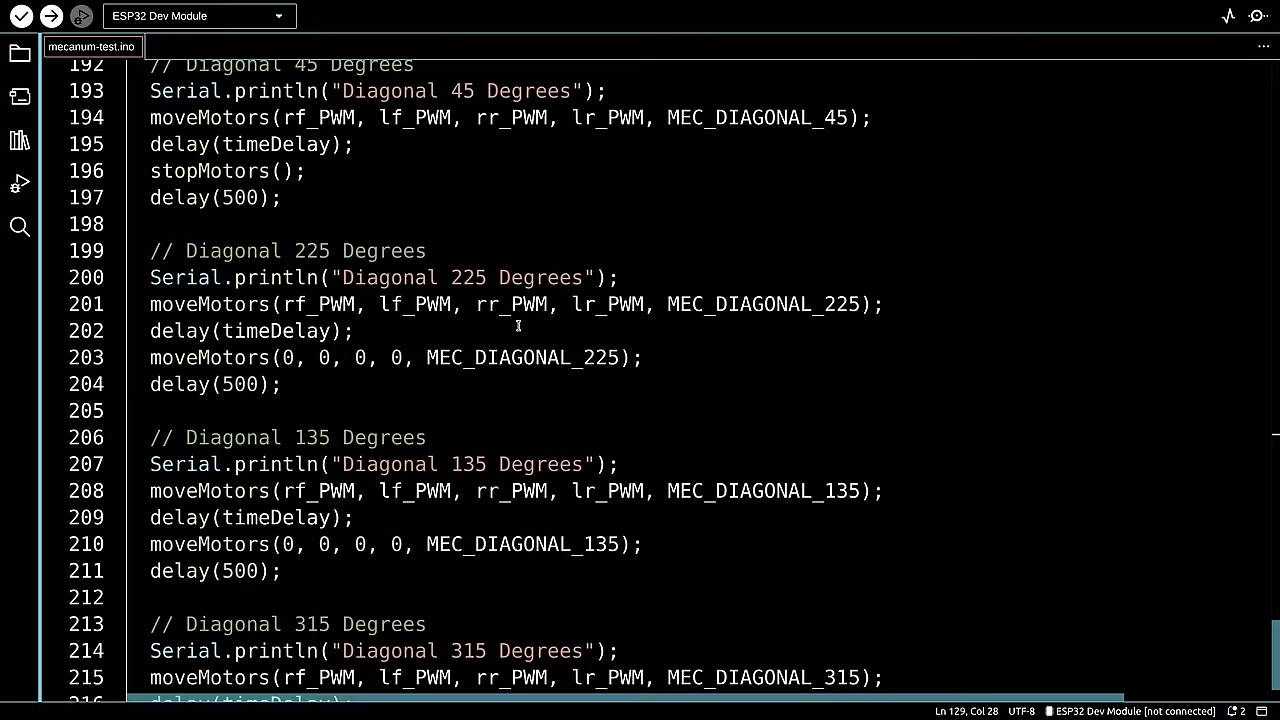 ESP32 Dev Module
mecanum-test.ino
192 // Diagonal 45 Degrees
193 Serial.println("Diagonal 45 Degrees");
194 moveMotors(rf_PWM, lf_PWM, rr_PWM, lr_PWM, MEC_DIAGONAL_45);
195 delay(timeDelay);
196 stopMotors();
197 delay(500);
198
199 // Diagonal 225 Degrees
200 Serial.println("Diagonal 225 Degrees");
201 moveMotors(rf_PWM, lf_PWM, rr_PWM, lr_PWM, MEC_DIAGONAL_225);
202 delay(timeDelay);
203 moveMotors(0, 0, 0, 0, MEC_DIAGONAL_225);
204 delay(500);
205
206 // Diagonal 135 Degrees
207 Serial.println("Diagonal 135 Degrees");
208 moveMotors(rf_PWM, lf_PWM, rr_PWM, lr_PWM, MEC_DIAGONAL_135);
209 delay(timeDelay);
210 moveMotors(0, 0, 0, 0, MEC_DIAGONAL_135);
211 delay(500);
212
213 // Diagonal 315 Degrees
214 Serial.println("Diagonal 315 Degrees");
215 moveMotors(rf_PWM, lf_PWM, rr_PWM, lr_PWM, MEC_DIAGONAL_315);
216 delay(timeDelay);
Ln 129, Col 28 UTF-8 ESP32 Dev Module [not connected] 2